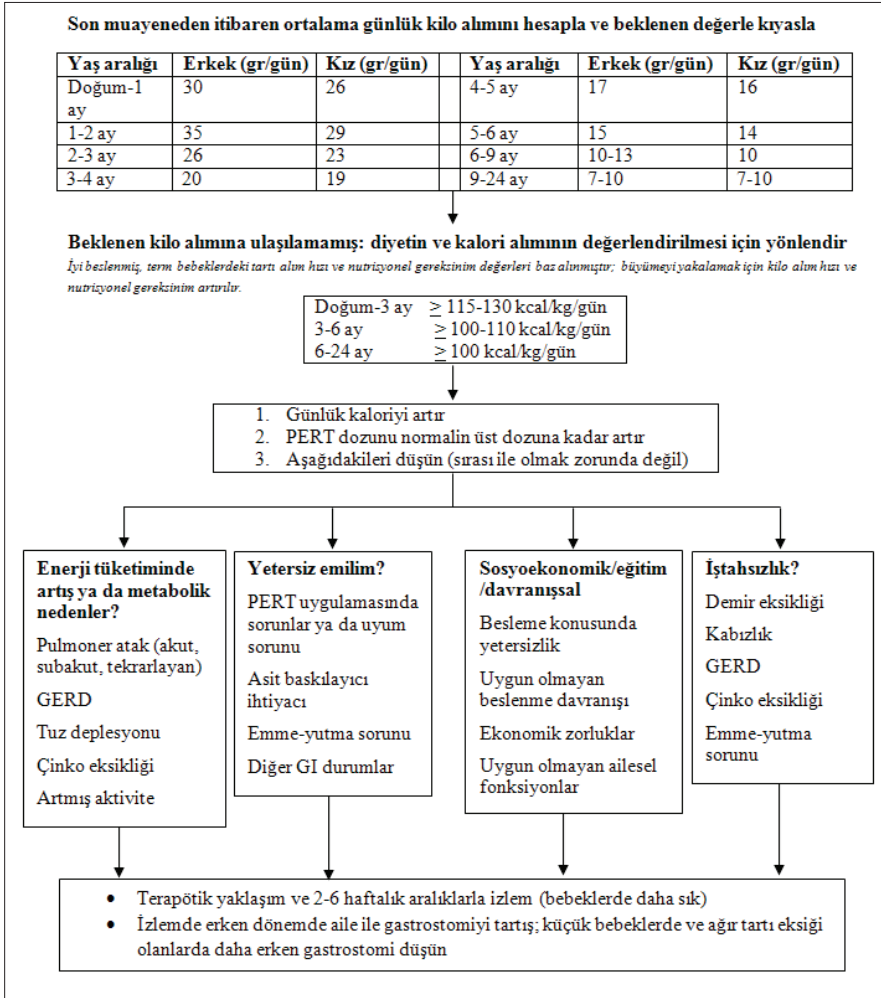 Son muayeneden itibaren ortalama günlük kilo alımını hesapla ve beklenen değerle kıyasla
Yaş aralığı Erkek (gr/gün) Kız (gr/gün) Yaş aralığı Erkek (gr/gün) Kız (gr/gün)
Doğum-1 30 26 4-5 ay 17 16
ay
1-2 ay 35 29 5-6 ay 15 14
2-3 ay 26 23 6-9 ay 10-13 10
3-4 ay 20 19 9-24 ay 7-10 7-10
Beklenen kilo alımına ulaşılamamış: diyetin ve kalori alımının değerlendirilmesi için yönlendir
İyi beslenmiş, term bebeklerdeki tartı alım hızı ve nutrisyonel gereksinim değerleri baz alınmıştır; büyümeyi yakalamak için kilo alım hızı ve
nutrisyonel gereksinim artırılır.
Doğum-3 ay ≥ 115-130 kcal/kg/gün
3-6 ay ≥ 100-110 kcal/kg/gün
6-24 ay ≥ 100 kcal/kg/gün
1. Günlük kaloriyi artır
2. PERT dozunu normalin üst dozuna kadar artır
3. Aşağıdakileri düşün (sırası ile olmak zorunda değil)
Enerji tüketiminde
artış ya da metabolik
nedenler?
Pulmoner atak (akut,
subakut, tekrarlayan)
GERD
Tuz deplesyonu
Çinko eksikliği
Artmış aktivite
Yetersiz emilim?
PERT uygulamasında
sorunlar ya da uyum
sorunu
Asit baskılayıcı
ihtiyacı
Emme-yutma sorunu
Diğer GI durumlar
Sosyoekonomik/eğitim
/davranışsal
Besleme konusunda
yetersizlik
Uygun olmayan
beslenme davranışı
Ekonomik zorluklar
Uygun olmayan ailesel
fonksiyonlar
İştahsızlık?
Demir eksikliği
Kabızlık
GERD
Çinko eksikliği
Emme-yutma
sorunu
• Terapötik yaklaşım ve 2-6 haftalık aralıklarla izlem (bebeklerde daha sık)
• İzlemde erken dönemde aile ile gastrostomiyi tartış; küçük bebeklerde ve ağır tartı eksiği
olanlarda daha erken gastrostomi düşün